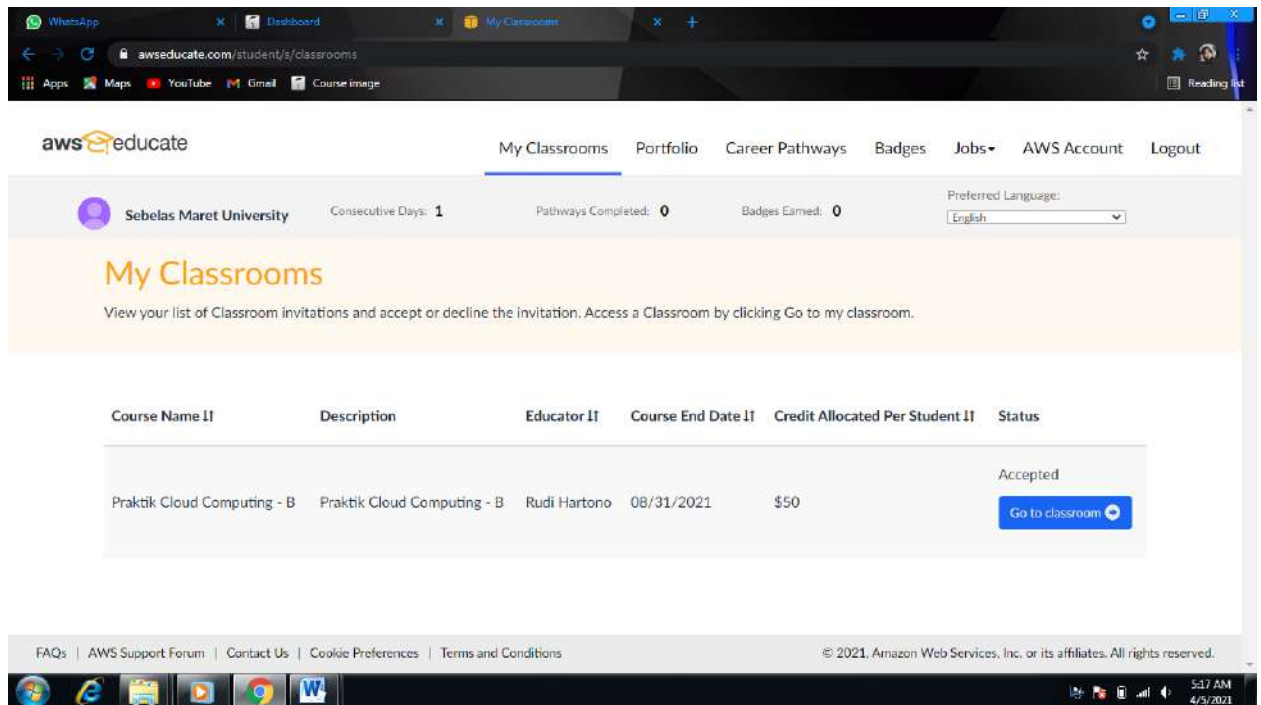 WhatsApp
Dashboard
My Classrooms
awseducate.com/student/s/classrooms
Apps Maps YouTube Gmail Course image Reading list
aws educate
My Classrooms Portfolio Career Pathways Badges Jobs AWS Account Logout
Sebelas Maret University Consecutive Days: 1 Pathways Completed: 0 Badges Earned: 0 Preferred Language:
English
My Classrooms
View your list of Classroom invitations and accept or decline the invitation. Access a Classroom by clicking Go to my classroom.
Course Name Description Educator Course End Date Credit Allocated Per Student Status
Accepted
Praktik Cloud Computing - B Praktik Cloud Computing - B Rudi Hartono 08/31/2021 $50
Go to classroom
FAQs | AWS Support Forum | Contact Us | Cookie Preferences | Terms and Conditions © 2021, Amazon Web Services, Inc. or its affiliates. All rights reserved.
5:17 AM
4/5/2021